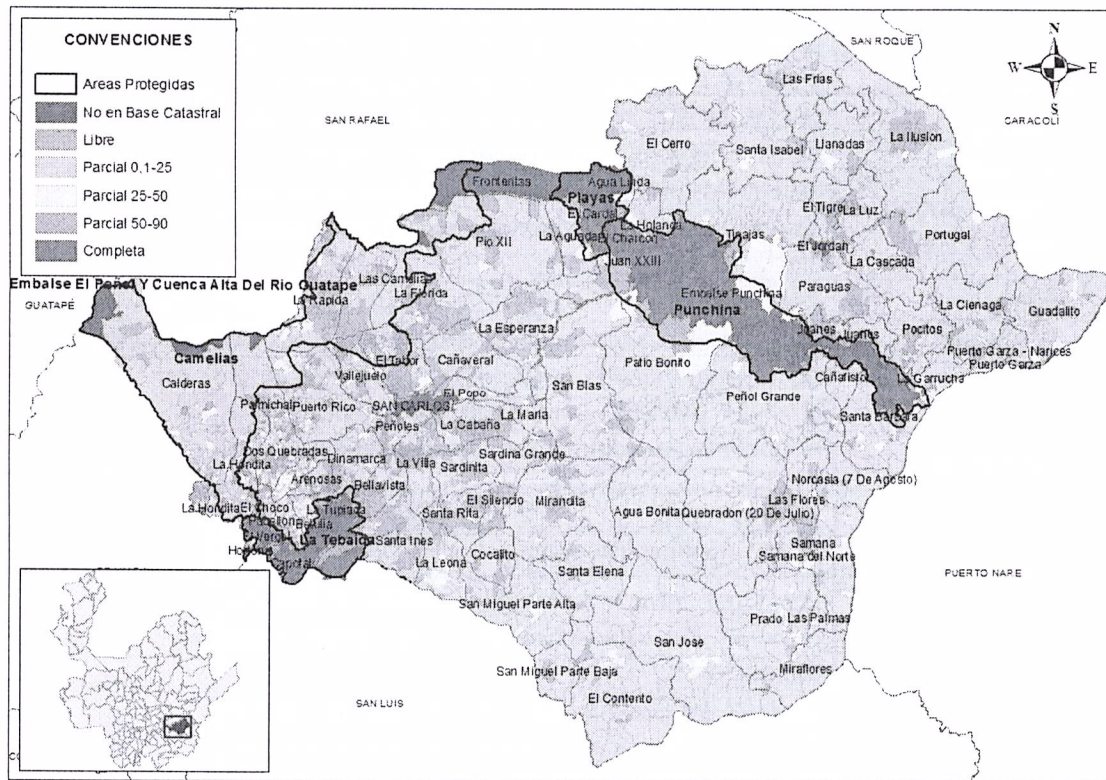 CONVENCIONES
Areas Protegidas
No en Base Catastral
Libre
Parcial 0,1-25
Parcial 25-50
Parcial 50-90
Completa
N
W E
S
SAN ROQUE
CARACOLI
SAN RAFAEL
GUATAPÉ
PUERTO NARE
SAN LUIS
Las Frias
El Cerro
Santa Isabel
Llanadas
La Ilusion
Frontenitas
Agua Linda
Playas
El Cardal
La Holanda
El Tigre
La Luz
Pio XII
La Aguada
El Charcon
Tinajas
Portugal
Juan XXIII
El Jordan
La Cascada
Las Camelias
La Florida
Embalse El Peñol Y Cuenca Alta Del Rio Guatape
La Rapida
Embalse Punchina
Punchina
Paraguas
La Cienaga
Guadalito
La Esperanza
Juanes
Juanes
Pocitos
Camelias
El Tabor
Cañaveral
Patio Bonito
Puerto Garza - Narices
Puerto Garza
Calderas
Vallejuelo
San Blas
Cañafisto
La Garrucha
Palmichal
Puerto Rico
SAN CARLOS
El Popo
Peñol Grande
La Maria
Peñoles
La Cabaña
Santa Barbara
Dos Quebradas
Dinamarca
La Villa
Sardina Grande
Sardinita
La Hondita
Arenosas
Bellavista
Norcasia (7 De Agosto)
El Silencio
Mirandita
Las Flores
La Hondita
El Choco
La Tupiada
Santa Rita
Agua Bonita
Quebradon (20 De Julio)
Betulia
La Tebaida
Santa Ines
Samana
Samana del Norte
Capotal
La Leona
Cocalito
Santa Elena
San Miguel Parte Alta
Prado
Las Palmas
San Jose
San Miguel Parte Baja
Miraflores
El Contento